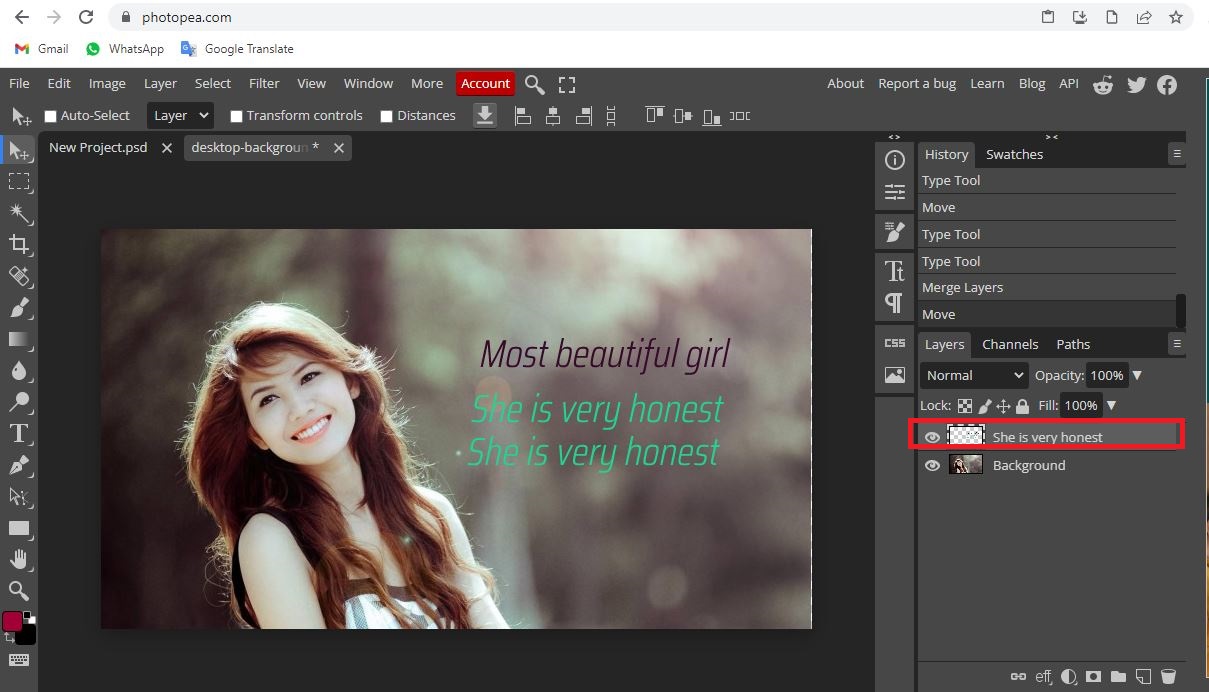 photopea.com
Gmail WhatsApp Google Translate
File Edit Image Layer Select Filter View Window More Account About Report a bug Learn Blog API
Auto-Select Layer Transform controls Distances
New Project.psd desktop-backgroun *
History Swatches
Type Tool
Move
Type Tool
Type Tool
Merge Layers
Move
Layers Channels Paths
Normal Opacity: 100%
Lock: Fill: 100%
She is very honest
Background
Most beautiful girl
She is very honest
She is very honest
CSS
eff